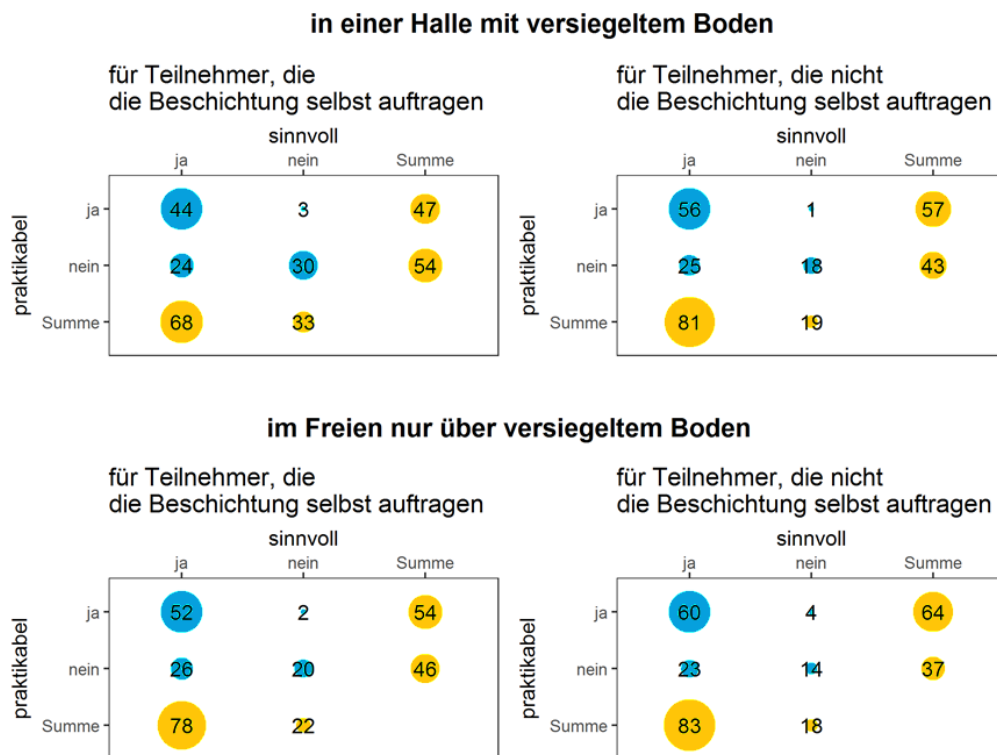 in einer Halle mit versiegeltem Boden
für Teilnehmer, die
die Beschichtung selbst auftragen
sinnvoll
ja nein Summe
praktikabel
ja 44 3 47
nein 24 30 54
Summe 68 33
für Teilnehmer, die nicht
die Beschichtung selbst auftragen
sinnvoll
ja nein Summe
praktikabel
ja 56 1 57
nein 25 18 43
Summe 81 19
im Freien nur über versiegeltem Boden
für Teilnehmer, die
die Beschichtung selbst auftragen
sinnvoll
ja nein Summe
praktikabel
ja 52 2 54
nein 26 20 46
Summe 78 22
für Teilnehmer, die nicht
die Beschichtung selbst auftragen
sinnvoll
ja nein Summe
praktikabel
ja 60 4 64
nein 23 14 37
Summe 83 18